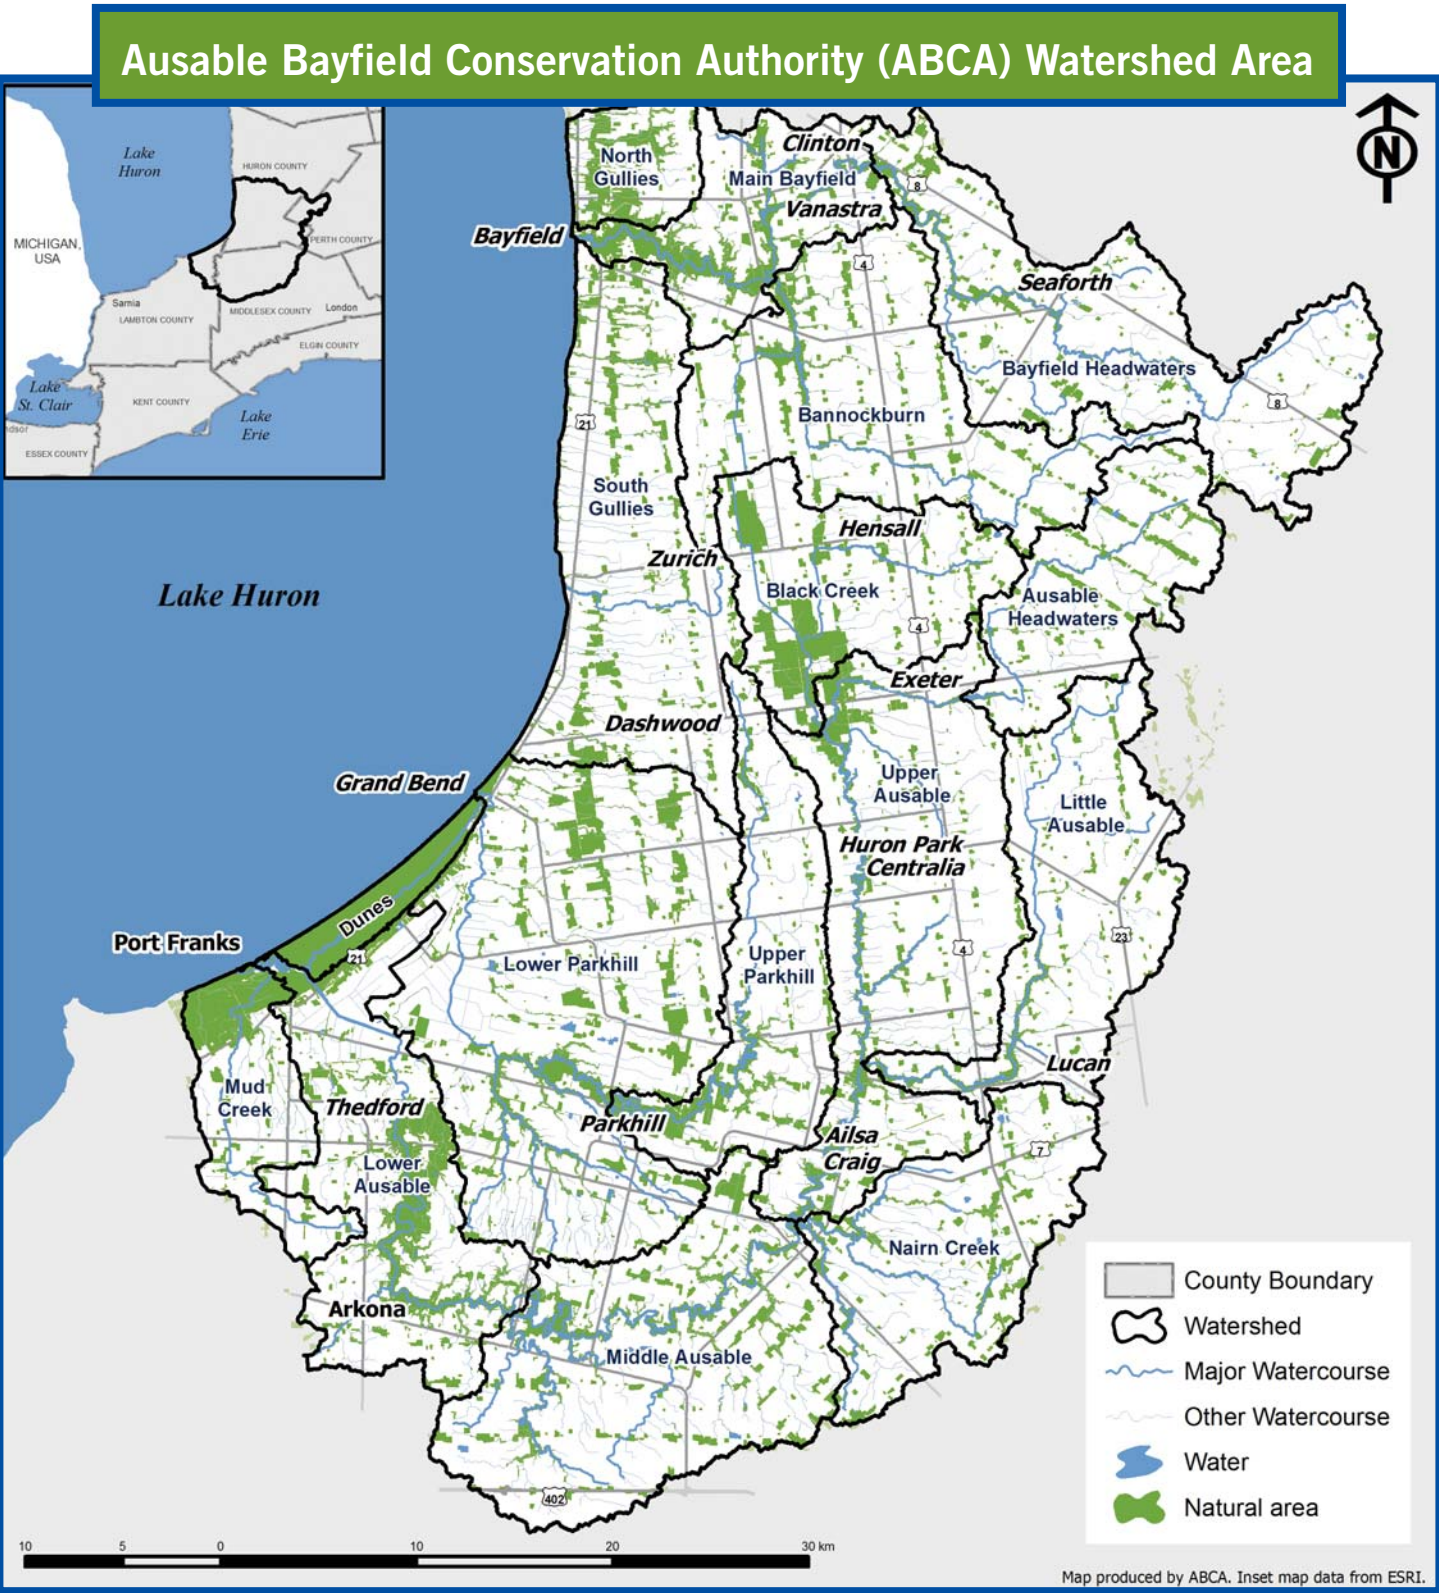 Ausable Bayfield Conservation Authority (ABCA) Watershed Area
Lake
Huron
HURON COUNTY
MICHIGAN,
USA
PERTH COUNTY
Sarnia
LAMBTON COUNTY
MIDDLESEX COUNTY
London
ELGIN COUNTY
Lake
St. Clair
KENT COUNTY
Lake
Erie
ndsor
ESSEX COUNTY
N
North
Gullies
Clinton
Main Bayfield
8
Vanastra
Bayfield
4
Seaforth
Bayfield Headwaters
8
Bannockburn
21
South
Gullies
Hensall
Zurich
Lake Huron
Black Creek
Ausable
Headwaters
4
Exeter
Dashwood
Grand Bend
Upper
Ausable
Little
Ausable
Huron Park
Centralia
Dunes
Port Franks
21
Lower Parkhill
Upper
Parkhill
4
23
Lucan
Mud
Creek
Thedford
Parkhill
Ailsa
Craig
7
Lower
Ausable
Nairn Creek
Arkona
Middle Ausable
402
County Boundary
Watershed
Major Watercourse
Other Watercourse
Water
Natural area
10 5 0 10 20 30 km
Map produced by ABCA. Inset map data from ESRI.